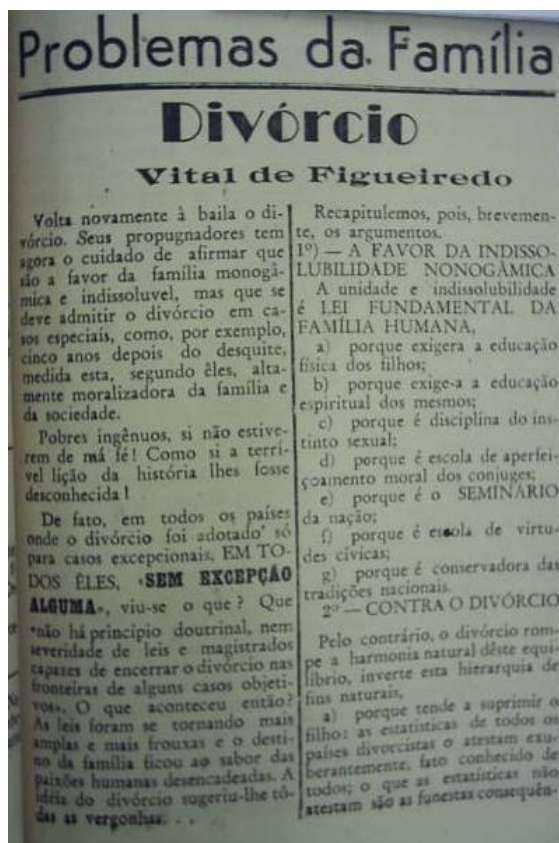 Problemas da Família
Divórcio
Vital de Figueiredo
Volta novamente à baila o di-
vórcio. Seus propugnadores tem
agora o cuidado de afirmar que
são a favor da família monogâ-
mica e indissoluvel, mas que se
deve admitir o divórcio em ca-
sos especiais, como, por exemplo,
cinco anos depois do desquite,
medida esta, segundo êles, alta-
mente moralizadora da família e
da sociedade.
Pobres ingênuos, si não estive-
rem de má fé! Como si a terrí-
vel lição da história lhes fosse
desconhecida!
De fato, em todos os países
onde o divórcio foi adotado só
para casos excepcionais, EM TO-
DOS ÊLES, «SEM EXCEPÇÃO
ALGUMA», viu-se o que? Que
«não há princípio doutrinal, nem
severidade de leis e magistrados
capazes de encerrar o divórcio nas
fronteiras de alguns casos objeti-
vos». O que aconteceu então?
As leis foram se tornando mais
amplas e mais frouxas e o desti-
no da família ficou ao sabor das
paixões humanas desencadeadas. A
idéia do divórcio sugeriu-lhe tô-
das as vergonhas. . .
Recapitulemos, pois, brevemen-
te, os argumentos.
1º) — A FAVOR DA INDISSO-
LUBILIDADE NONOGÂMICA
A unidade e indissolubilidade
é LEI FUNDAMENTAL DA
FAMÍLIA HUMANA,
a) porque exigera a educação
física dos filhos;
b) porque exige-a a educação
espiritual dos mesmos;
c) porque é disciplina do ins-
tinto sexual;
d) porque é escola de aperfei-
çoamento moral dos conjuges;
e) porque é o SEMINÁRIO
da nação;
f) porque é escola de virtu-
des cívicas;
g) porque é conservadora das
tradições nacionais.
2º — CONTRA O DIVÓRCIO
Pelo contrário, o divórcio rom-
pe a harmonia natural dêste equi-
líbrio, inverte esta hierarquia de
fins naturais,
a) porque tende a suprimir o
filho: as estatísticas de todos os
países divorcistas o atestam exu-
berantemente, fato conhecido de
todos; o que as estatísticas não
atestam são as funestas consequên-